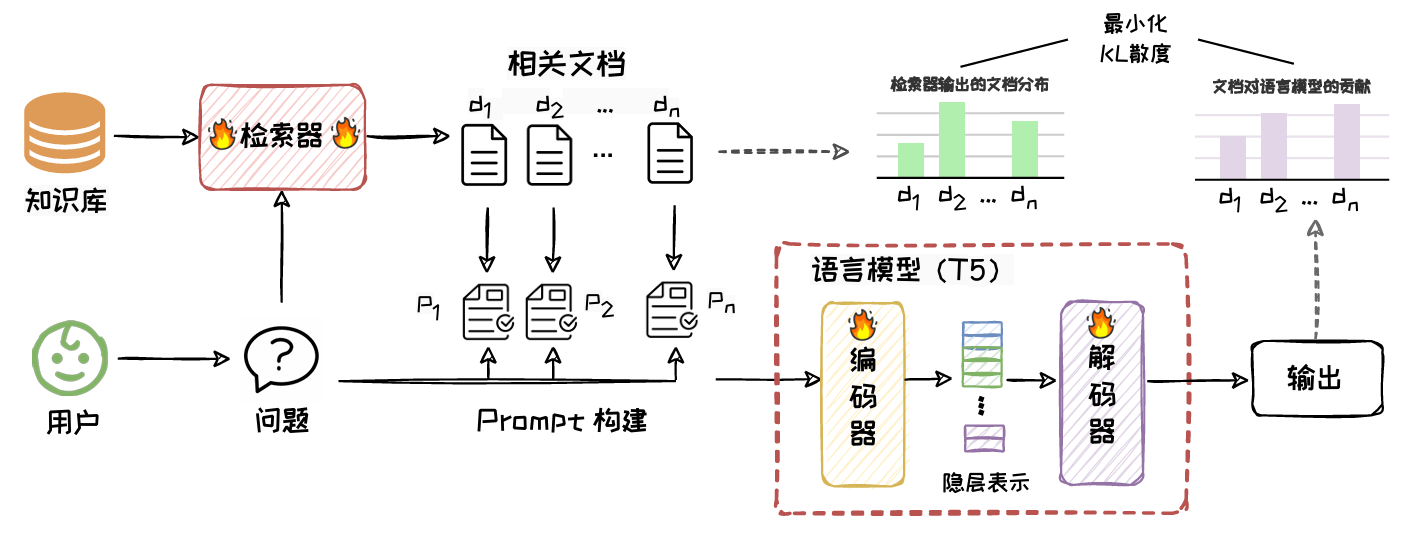 最小化
KL散度
相关文档
检索器输出的文档分布
文档对语言模型的贡献
d1 d2 ... dn
检索器
...
知识库
d1 d2 ... dn
d1 d2 ... dn
语言模型（T5）
P1 P2 Pn
?
编码器
解码器
输出
用户
问题
Prompt 构建
隐层表示